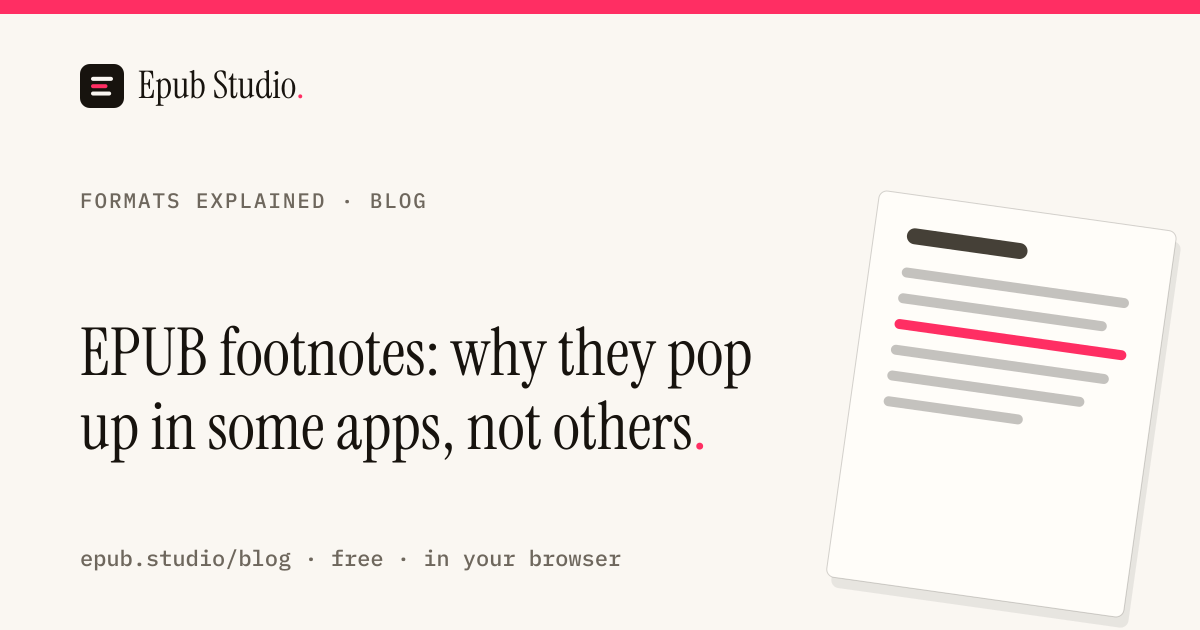 Epub Studio.
FORMATS EXPLAINED · BLOG
EPUB footnotes: why they pop
up in some apps, not others.
epub.studio/blog · free · in your browser